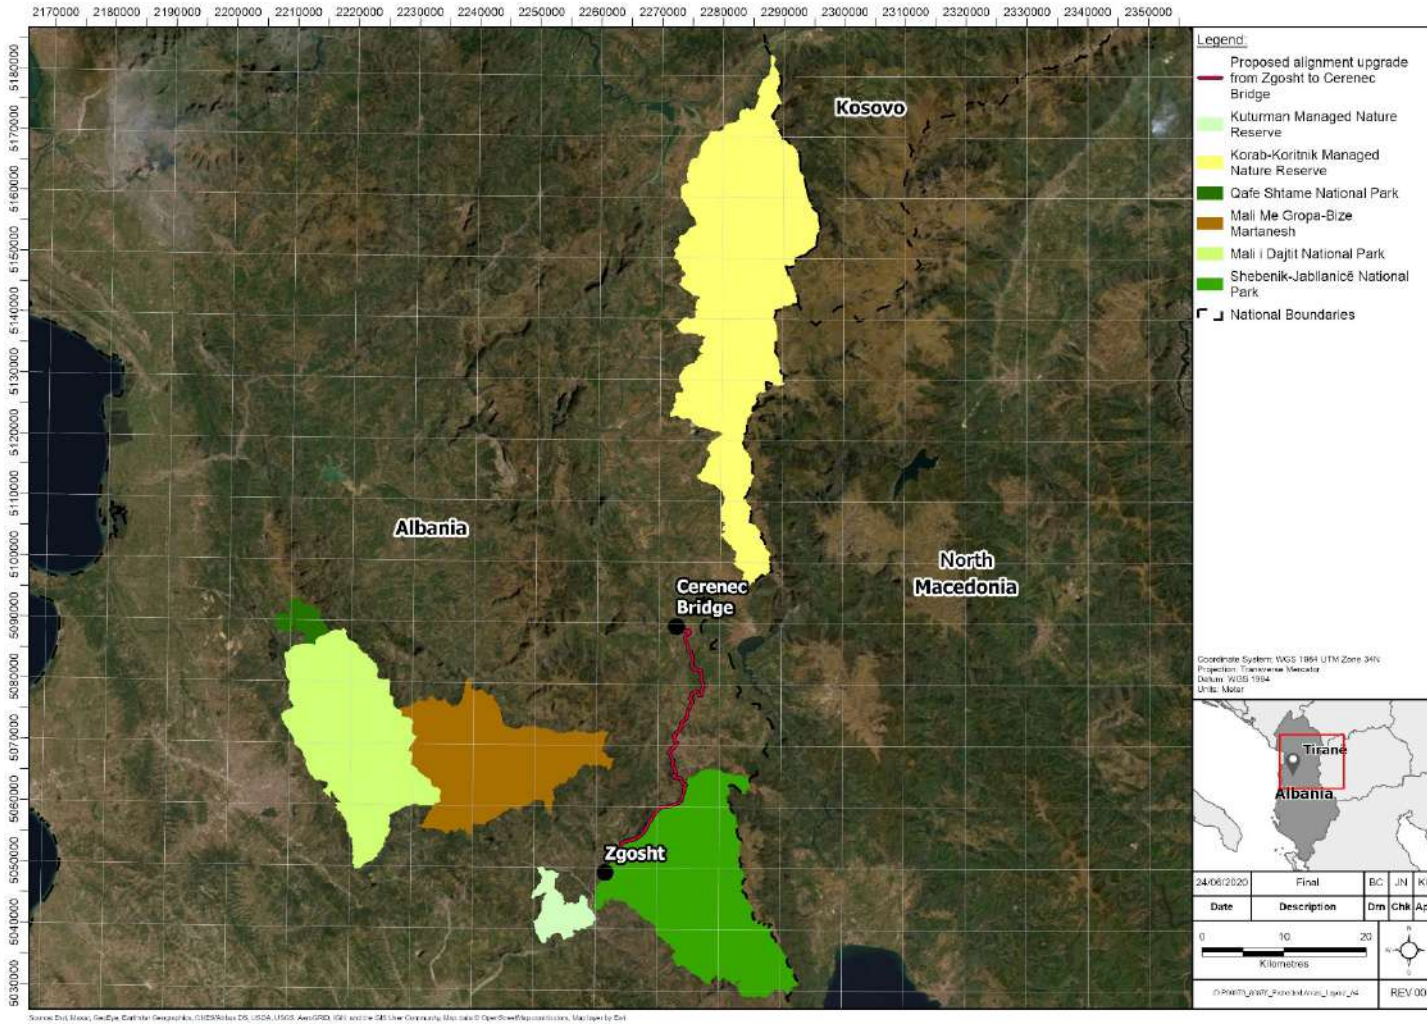 2170000 2180000 2190000 2200000 2210000 2220000 2230000 2240000 2250000 2260000 2270000 2280000 2290000 2300000 2310000 2320000 2330000 2340000 2350000
5180000
5170000
5160000
5150000
5140000
5130000
5120000
5110000
5100000
5090000
5080000
5070000
5060000
5050000
5040000
5030000
Kosovo
Albania
North
Macedonia
Cerenec
Bridge
Zgosht
Legend:
Proposed alignment upgrade
from Zgosht to Cerenec
Bridge
Kuturman Managed Nature
Reserve
Korab-Koritnik Managed
Nature Reserve
Qafe Shtame National Park
Mali Me Gropa-Bize
Martanesh
Mali i Dajtit National Park
Shebenik-Jabllanicë National
Park
National Boundaries
Coordinate System: WGS 1984 UTM Zone 34N
Projection: Transverse Mercator
Datum: WGS 1984
Units: Meter
Tiranë
Albania
24/06/2020 Final BC JN
Date Description Drn Chk
0 10 20
Kilometres
N
REV 00